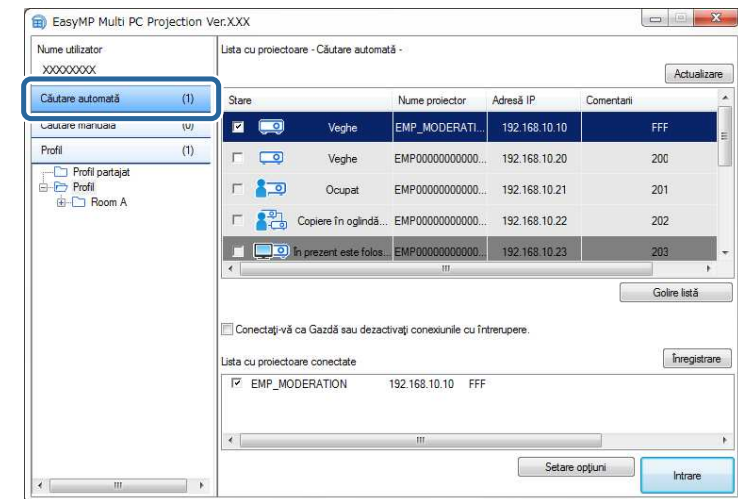 EasyMP Multi PC Projection Ver.XXX
Nume utilizator
XXXXXXXX
Căutare automată (1)
Căutare manuală (0)
Profil (1)
Profil partajat
Profil
Room A
Lista cu proiectoare - Căutare automată -
Actualizare
Stare Nume proiector Adresă IP Comentarii
Veghe EMP_MODERATI... 192.168.10.10 FFF
Veghe EMP00000000000... 192.168.10.20 200
Ocupat EMP00000000000... 192.168.10.21 201
Copiere în oglindă... EMP00000000000... 192.168.10.22 202
În prezent este folos... EMP00000000000... 192.168.10.23 203
Golire listă
Conectaţi-vă ca Gazdă sau dezactivaţi conexiunile cu întrerupere.
Lista cu proiectoare conectate
Înregistrare
EMP_MODERATION 192.168.10.10 FFF
Setare opţiuni
Intrare